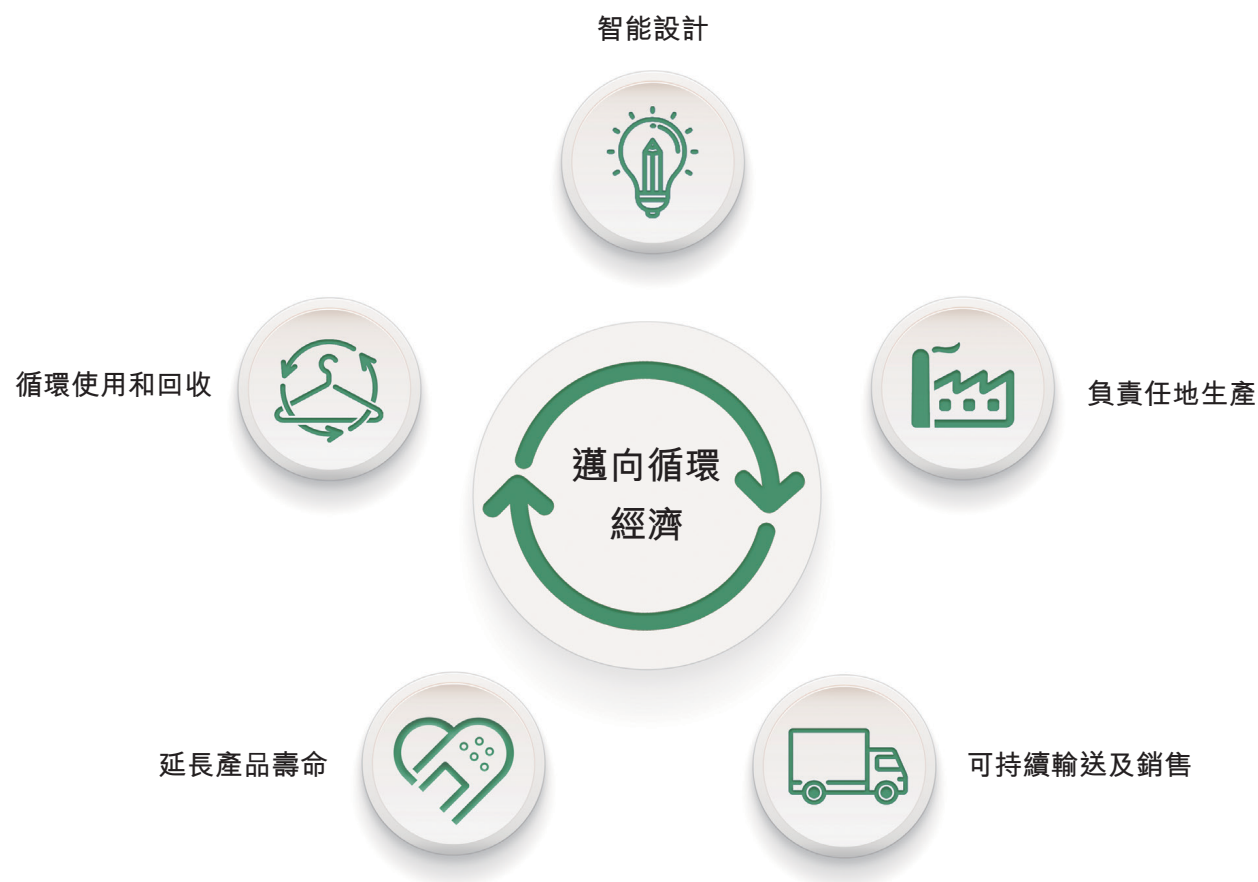 智能設計
循環使用和回收
負責任地生產
邁向循環
經濟
延長產品壽命
可持續輸送及銷售